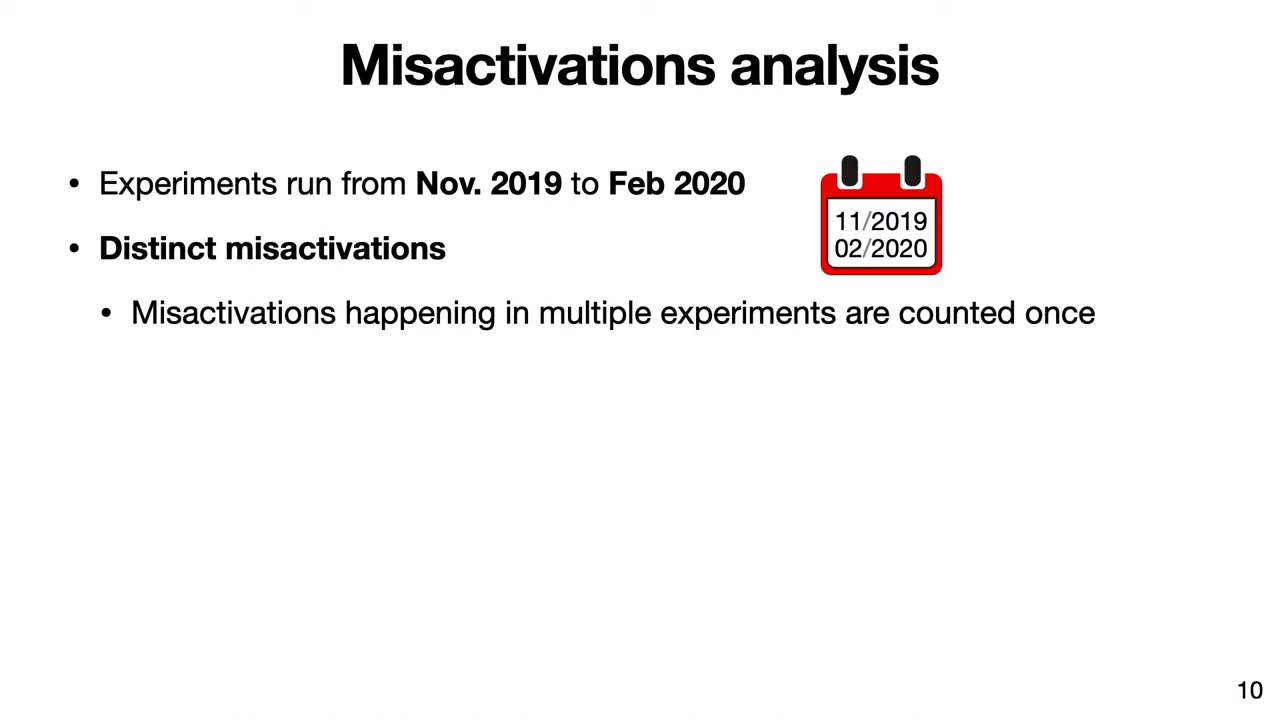 Misactivations analysis
• Experiments run from Nov. 2019 to Feb 2020
11/2019
02/2020
• Distinct misactivations
• Misactivations happening in multiple experiments are counted once
10